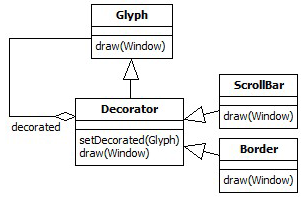 Glyph
draw(Window)
Decorator
setDecorated(Glyph)
draw(Window)
decorated
ScrollBar
draw(Window)
Border
draw(Window)